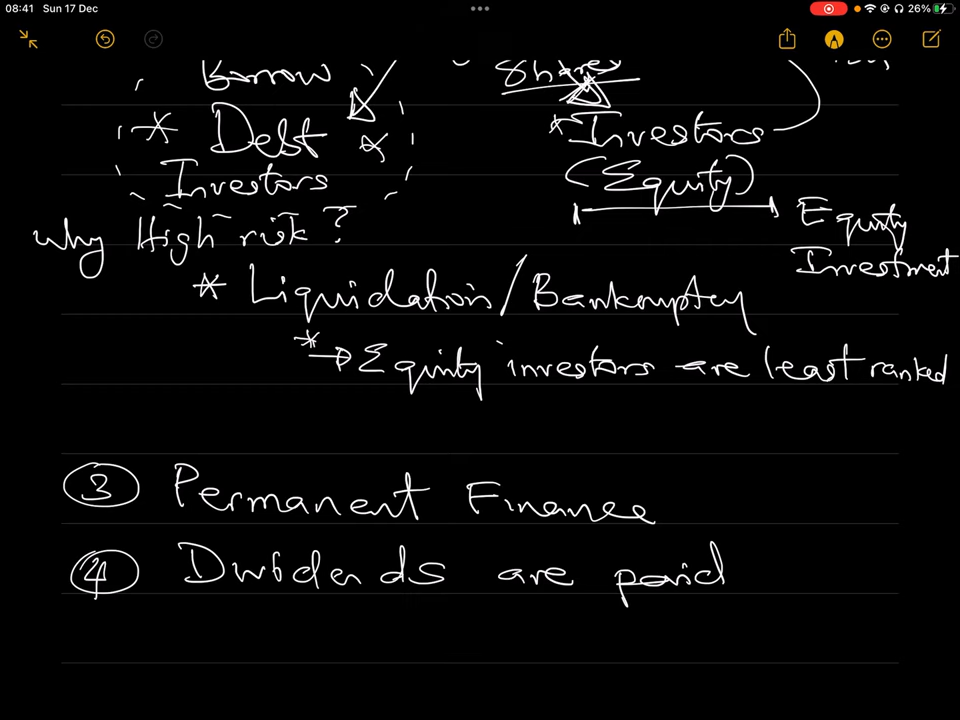 08:41 Sun 17 Dec
26%
Borrow
Shares
* Debt
* Investors
Investors
(Equity)
Equity
Investment
why High risk?
* Liquidation/Bankruptcy
* → Equity investors are least ranked
3 Permanent Finance
4 Dividends are paid